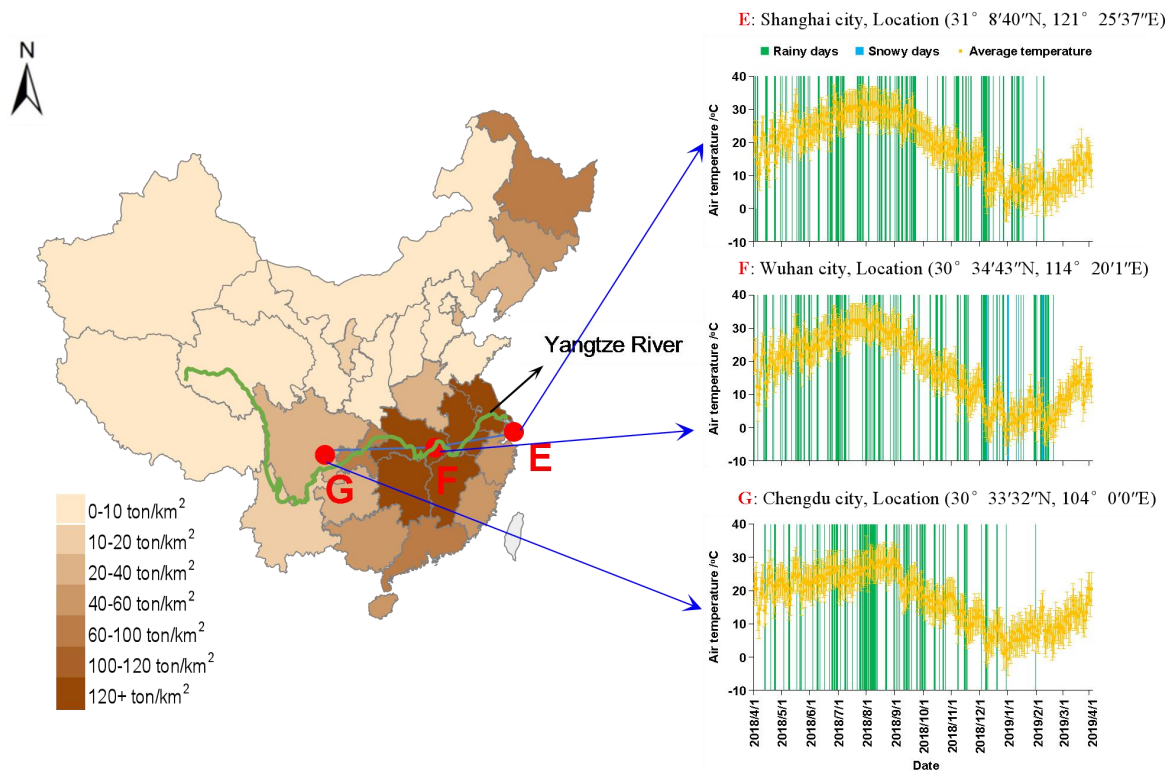 E: Shanghai city, Location (31° 8′40″N, 121° 25′37″E)
Rainy days Snowy days Average temperature
Air temperature /°C
40
30
20
10
0
-10
F: Wuhan city, Location (30° 34′43″N, 114° 20′1″E)
Air temperature /°C
40
30
20
10
0
-10
G: Chengdu city, Location (30° 33′32″N, 104° 0′0″E)
Air temperature /°C
40
30
20
10
0
-10
2018/4/1
2018/5/1
2018/6/1
2018/7/1
2018/8/1
2018/9/1
2018/10/1
2018/11/1
2018/12/1
2019/1/1
2019/2/1
2019/3/1
2019/4/1
Date
N
Yangtze River
E
F
G
0-10 ton/km²
10-20 ton/km²
20-40 ton/km²
40-60 ton/km²
60-100 ton/km²
100-120 ton/km²
120+ ton/km²